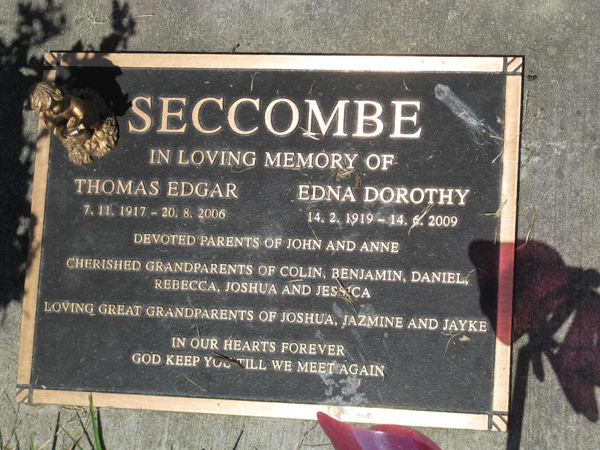 SECCOMBE
IN LOVING MEMORY OF
THOMAS EDGAR
7. 11. 1917 – 20. 8. 2006
EDNA DOROTHY
14. 2. 1919 – 14. 6. 2009
DEVOTED PARENTS OF JOHN AND ANNE
CHERISHED GRANDPARENTS OF COLIN, BENJAMIN, DANIEL,
REBECCA, JOSHUA AND JESSICA
LOVING GREAT GRANDPARENTS OF JOSHUA, JAZMINE AND JAYKE
IN OUR HEARTS FOREVER
GOD KEEP YOU TILL WE MEET AGAIN